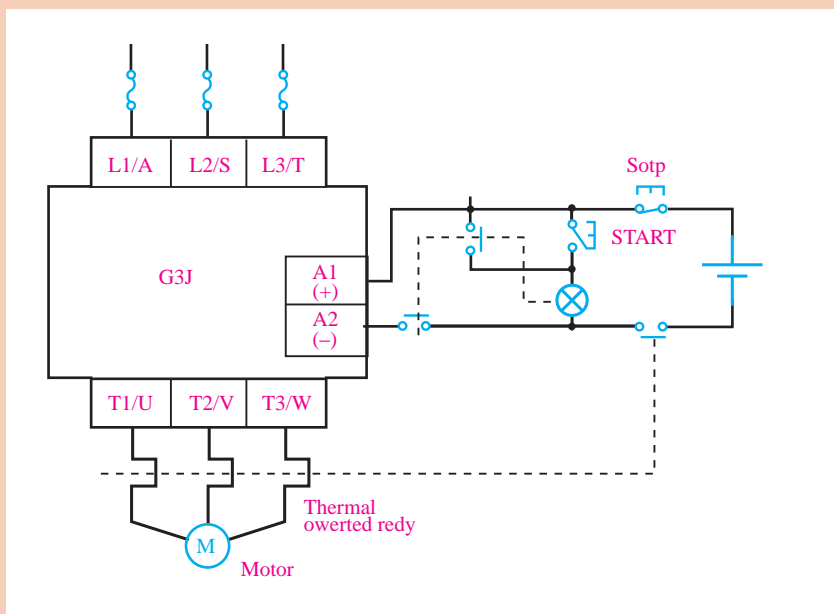 L1/A L2/S L3/T
Sotp
START
G3J
A1
(+)
A2
(–)
T1/U T2/V T3/W
Thermal
owerted redy
M
Motor